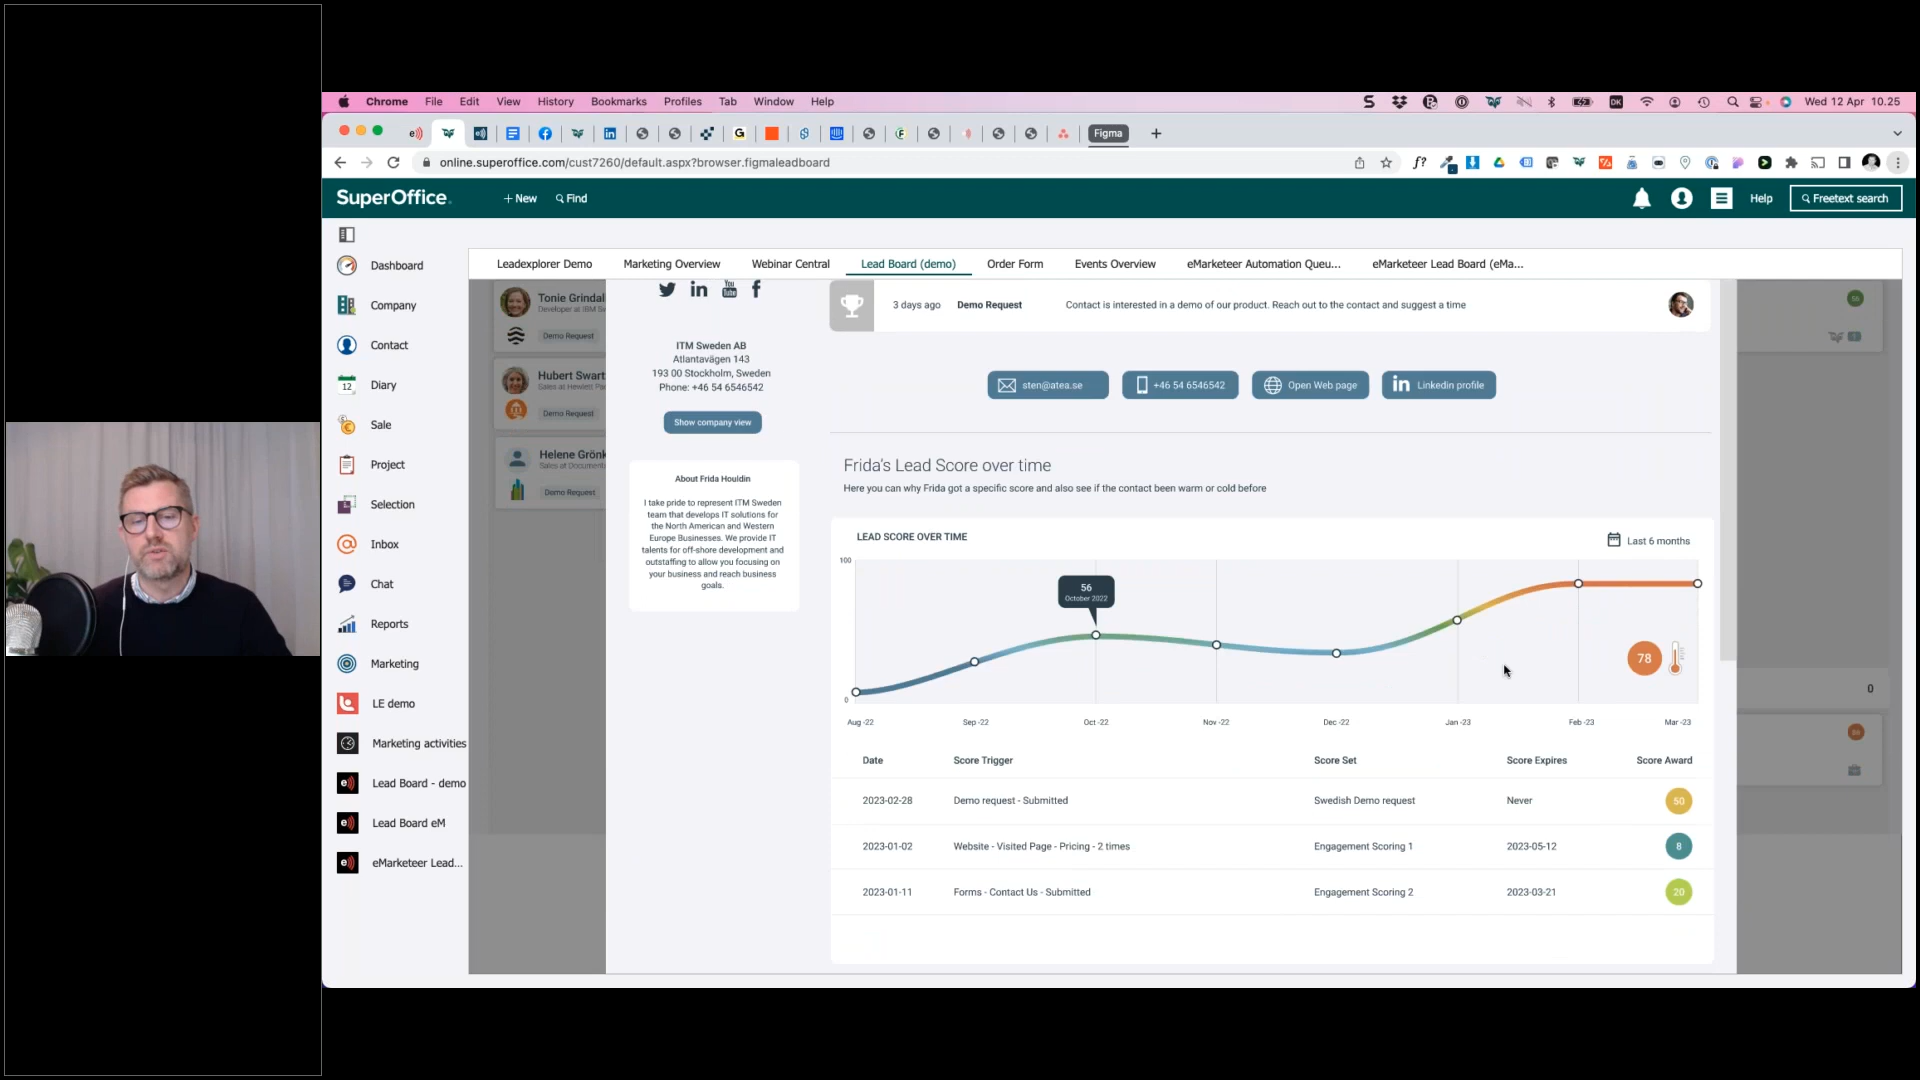 Chrome File Edit View History Bookmarks Profiles Tab Window Help
Wed 12 Apr 10.25
Figma
online.superoffice.com/cust7260/default.aspx?browser.figmaleadboard
SuperOffice.
+ New
Find
Help
Freetext search
Dashboard
Company
Contact
12
Diary
Sale
Project
Selection
Inbox
Chat
Reports
Marketing
LE demo
Marketing activities
Lead Board - demo
Lead Board eM
eMarketeer Lead...
Leadexplorer Demo
Marketing Overview
Webinar Central
Lead Board (demo)
Order Form
Events Overview
eMarketeer Automation Queu...
eMarketeer Lead Board (eMa...
Tonie Grindal
Developer at IBM
Demo Request
Hubert Swart
Sales at Hewlett
Demo Request
Helene Grönk
Sales at Document
Demo Request
ITM Sweden AB
Atlantavägen 143
193 00 Stockholm, Sweden
Phone: +46 54 6546542
Show company view
About Frida Houldin
I take pride to represent ITM Sweden
team that develops IT solutions for
the North American and Western
Europe Businesses. We provide IT
talents for off-shore development and
outstaffing to allow you focusing on
your business and reach business
goals.
3 days ago
Demo Request
Contact is interested in a demo of our product. Reach out to the contact and suggest a time
sten@atea.se
+46 54 6546542
Open Web page
Linkedin profile
Frida's Lead Score over time
Here you can why Frida got a specific score and also see if the contact been warm or cold before
LEAD SCORE OVER TIME
Last 6 months
100
56
October 2022
78
0
Aug -22
Sep -22
Oct -22
Nov -22
Dec -22
Jan -23
Feb -23
Mar -23
Date
Score Trigger
Score Set
Score Expires
Score Award
2023-02-28
Demo request - Submitted
Swedish Demo request
Never
50
2023-01-02
Website - Visited Page - Pricing - 2 times
Engagement Scoring 1
2023-05-12
8
2023-01-11
Forms - Contact Us - Submitted
Engagement Scoring 2
2023-03-21
20
0